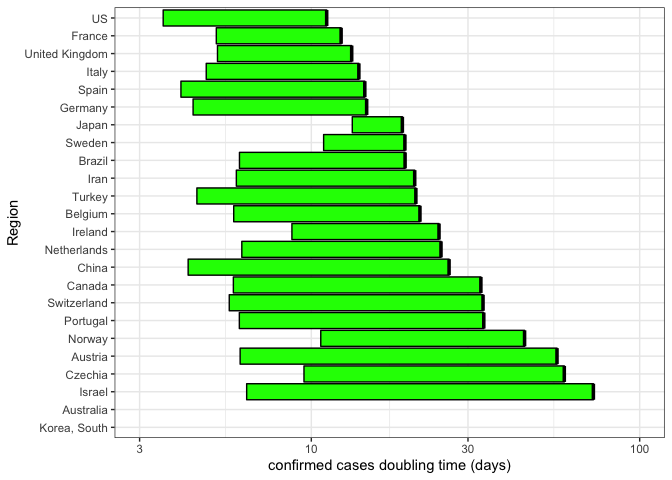 US
France
United Kingdom
Italy
Spain
Germany
Japan
Sweden
Brazil
Iran
Turkey
Belgium
Ireland
Netherlands
China
Canada
Switzerland
Portugal
Norway
Austria
Czechia
Israel
Australia
Korea, South
Region
3 10 30 100
confirmed cases doubling time (days)